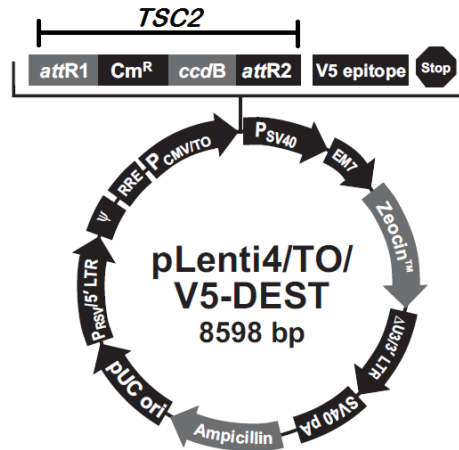 TSC2
attR1 CmR ccdB attR2 V5 epitope Stop
PCMV/TO
PSV40
EM7
Zeocin™
ΔU3/3' LTR
SV40 pA
Ampicillin
pUC ori
PRSV/5' LTR
Ψ
RRE
pLenti4/TO/
V5-DEST
8598 bp